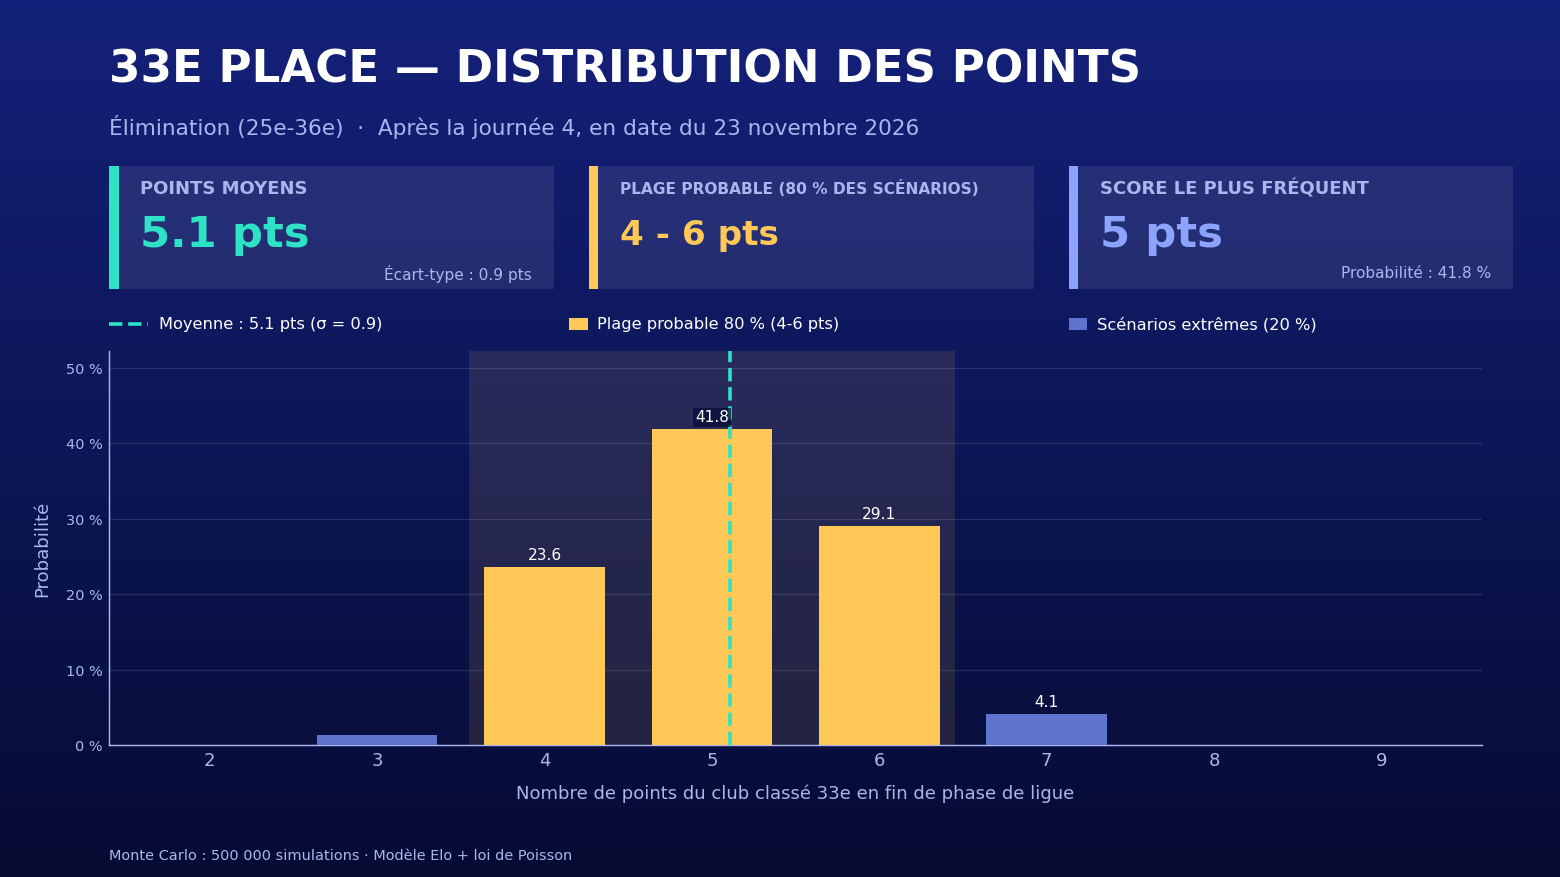 33E PLACE — DISTRIBUTION DES POINTS
Élimination (25e-36e)  ·  Après la journée 4, en date du 23 novembre 2026
POINTS MOYENS
5.1 pts
Écart-type : 0.9 pts
PLAGE PROBABLE (80 % DES SCÉNARIOS)
4 - 6 pts
SCORE LE PLUS FRÉQUENT
5 pts
Probabilité : 41.8 %
Moyenne : 5.1 pts (σ = 0.9)
Plage probable 80 % (4-6 pts)
Scénarios extrêmes (20 %)
Probabilité
50 %
40 %
30 %
20 %
10 %
0 %
23.6
41.8
29.1
4.1
2 3 4 5 6 7 8 9
Nombre de points du club classé 33e en fin de phase de ligue
Monte Carlo : 500 000 simulations · Modèle Elo + loi de Poisson